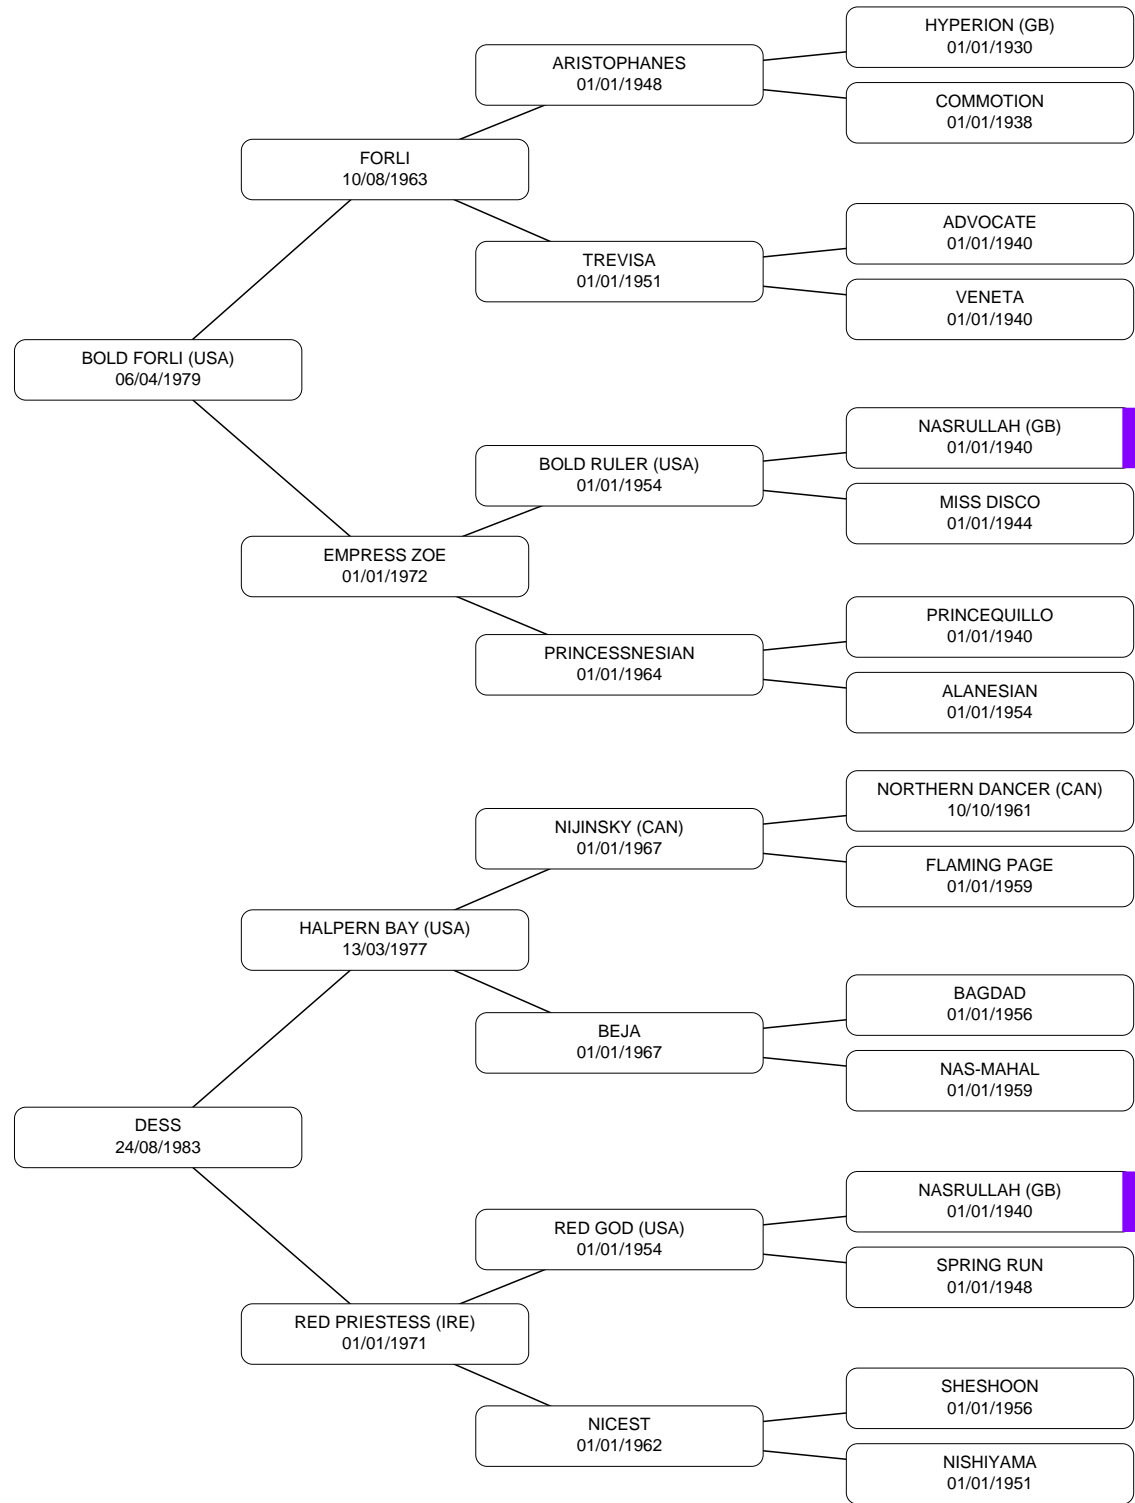 HYPERION (GB)
01/01/1930
ARISTOPHANES
01/01/1948
COMMOTION
01/01/1938
FORLI
10/08/1963
ADVOCATE
01/01/1940
TREVISA
01/01/1951
VENETA
01/01/1940
BOLD FORLI (USA)
06/04/1979
NASRULLAH (GB)
01/01/1940
BOLD RULER (USA)
01/01/1954
MISS DISCO
01/01/1944
EMPRESS ZOE
01/01/1972
PRINCEQUILLO
01/01/1940
PRINCESSNESIAN
01/01/1964
ALANESIAN
01/01/1954
NORTHERN DANCER (CAN)
10/10/1961
NIJINSKY (CAN)
01/01/1967
FLAMING PAGE
01/01/1959
HALPERN BAY (USA)
13/03/1977
BAGDAD
01/01/1956
BEJA
01/01/1967
NAS-MAHAL
01/01/1959
DESS
24/08/1983
NASRULLAH (GB)
01/01/1940
RED GOD (USA)
01/01/1954
SPRING RUN
01/01/1948
RED PRIESTESS (IRE)
01/01/1971
SHESHOON
01/01/1956
NICEST
01/01/1962
NISHIYAMA
01/01/1951